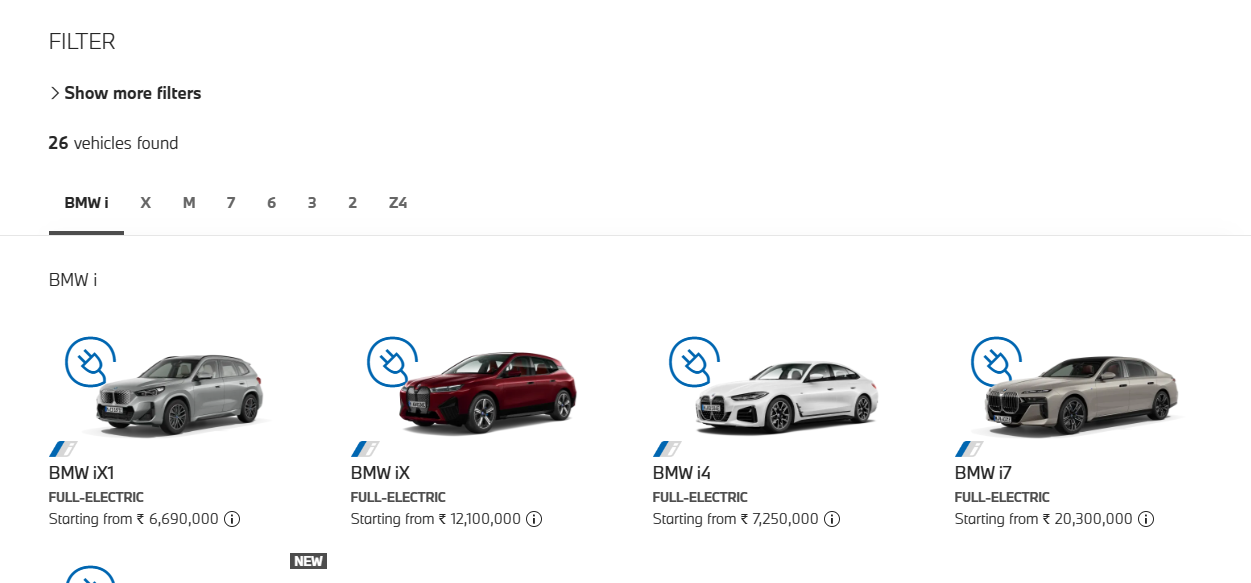 FILTER
Show more filters
26 vehicles found
BMW i X M 7 6 3 2 Z4
BMW i
BMW iX1 BMW iX BMW i4 BMW i7
FULL-ELECTRIC FULL-ELECTRIC FULL-ELECTRIC FULL-ELECTRIC
Starting from ₹ 6,690,000 Starting from ₹ 12,100,000 Starting from ₹ 7,250,000 Starting from ₹ 20,300,000
NEW